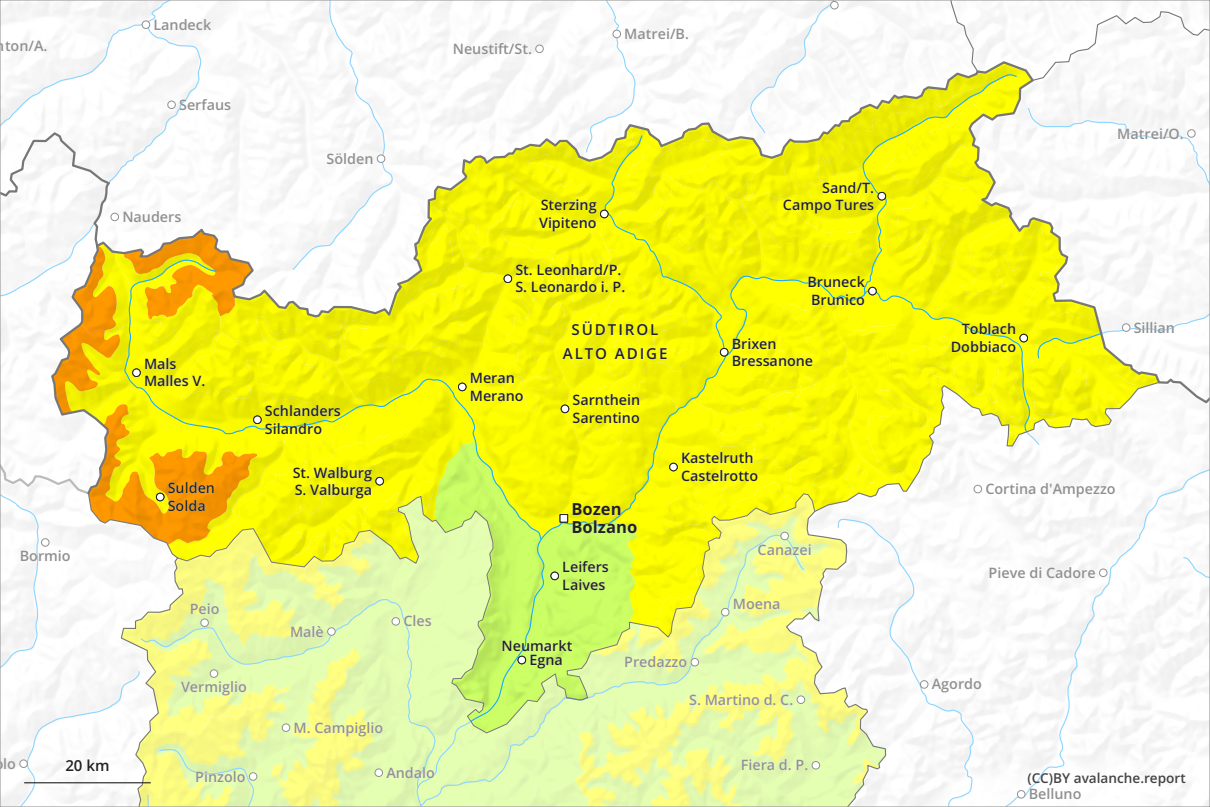 Landeck
Matrei/B.
nton/A.
Neustift/St.
Serfaus
Matrei/O.
Sölden
Sand/T.
Campo Tures
Sterzing
Vipiteno
Nauders
St. Leonhard/P.
S. Leonardo i. P.
Bruneck
Brunico
SÜDTIROL
ALTO ADIGE
Toblach
Dobbiaco
Sillian
Brixen
Bressanone
Mals
Malles V.
Meran
Merano
Sarnthein
Sarentino
Schlanders
Silandro
Kastelruth
Castelrotto
St. Walburg
S. Valburga
Sulden
Solda
Cortina d'Ampezzo
Bozen
Bolzano
Bormio
Canazei
Leifers
Laives
Pieve di Cadore
Peio
Moena
Cles
Malè
Neumarkt
Egna
Predazzo
Vermiglio
Agordo
S. Martino d. C.
M. Campiglio
olo
20 km
Fiera d. P.
Pinzolo
Andalo
(CC)BY avalanche.report
Belluno